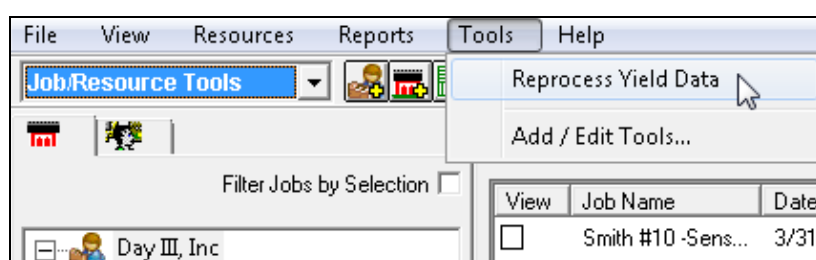 File View Resources Reports Tools Help
Job/Resource Tools
Reprocess Yield Data
Add / Edit Tools...
Filter Jobs by Selection
View Job Name Date
Day III, Inc
Smith #10 -Sens... 3/31